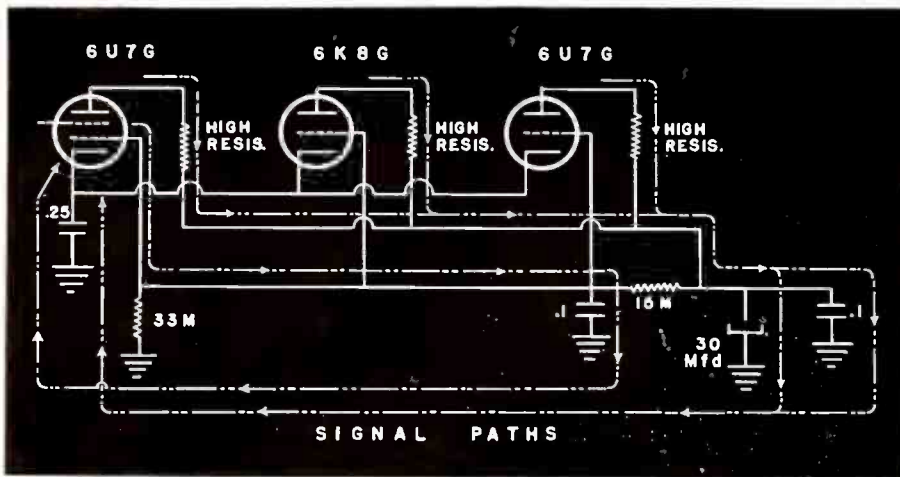 6U7G
6K8G
6U7G
HIGH
RESIS.
HIGH
RESIS.
HIGH
RESIS.
.25
33M
15M
.1
30
Mfd
.1
SIGNAL PATHS